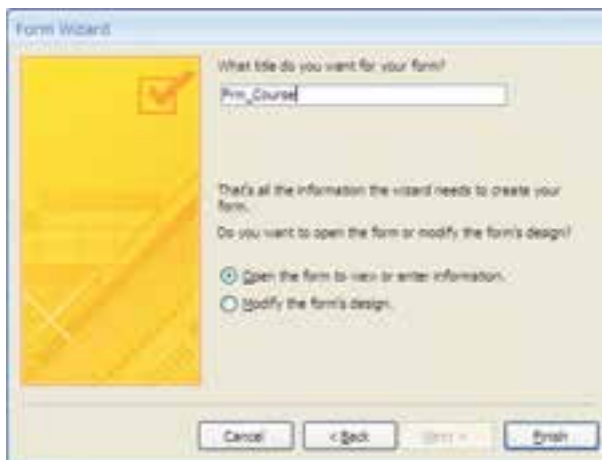 Form Wizard
What title do you want for your form?
Frm_Course
That's all the information the wizard needs to create your
form.
Do you want to open the form or modify the form's design?
Open the form to view or enter information.
Modify the form's design.
Cancel
< Back
Next >
Finish